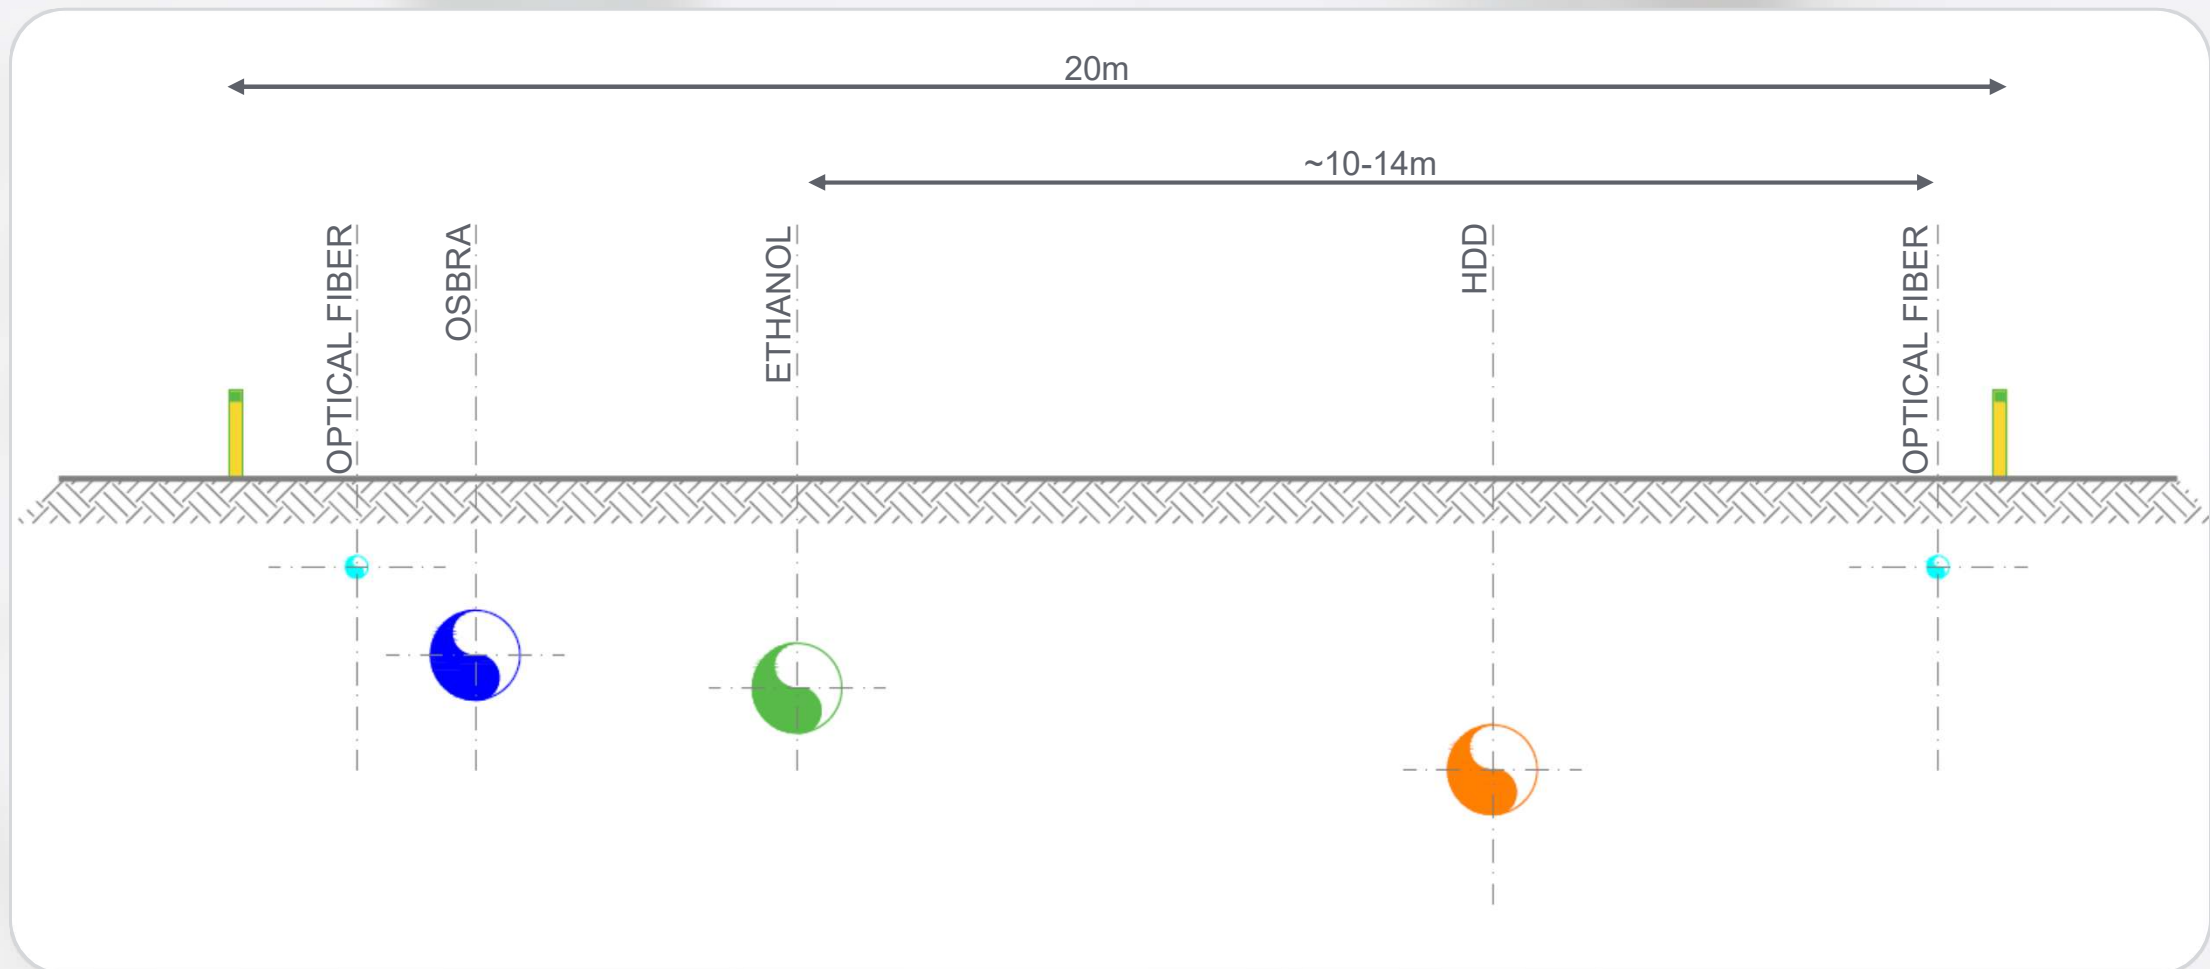 20m
~10-14m
OPTICAL FIBER
OSBRA
ETHANOL
HDD
OPTICAL FIBER